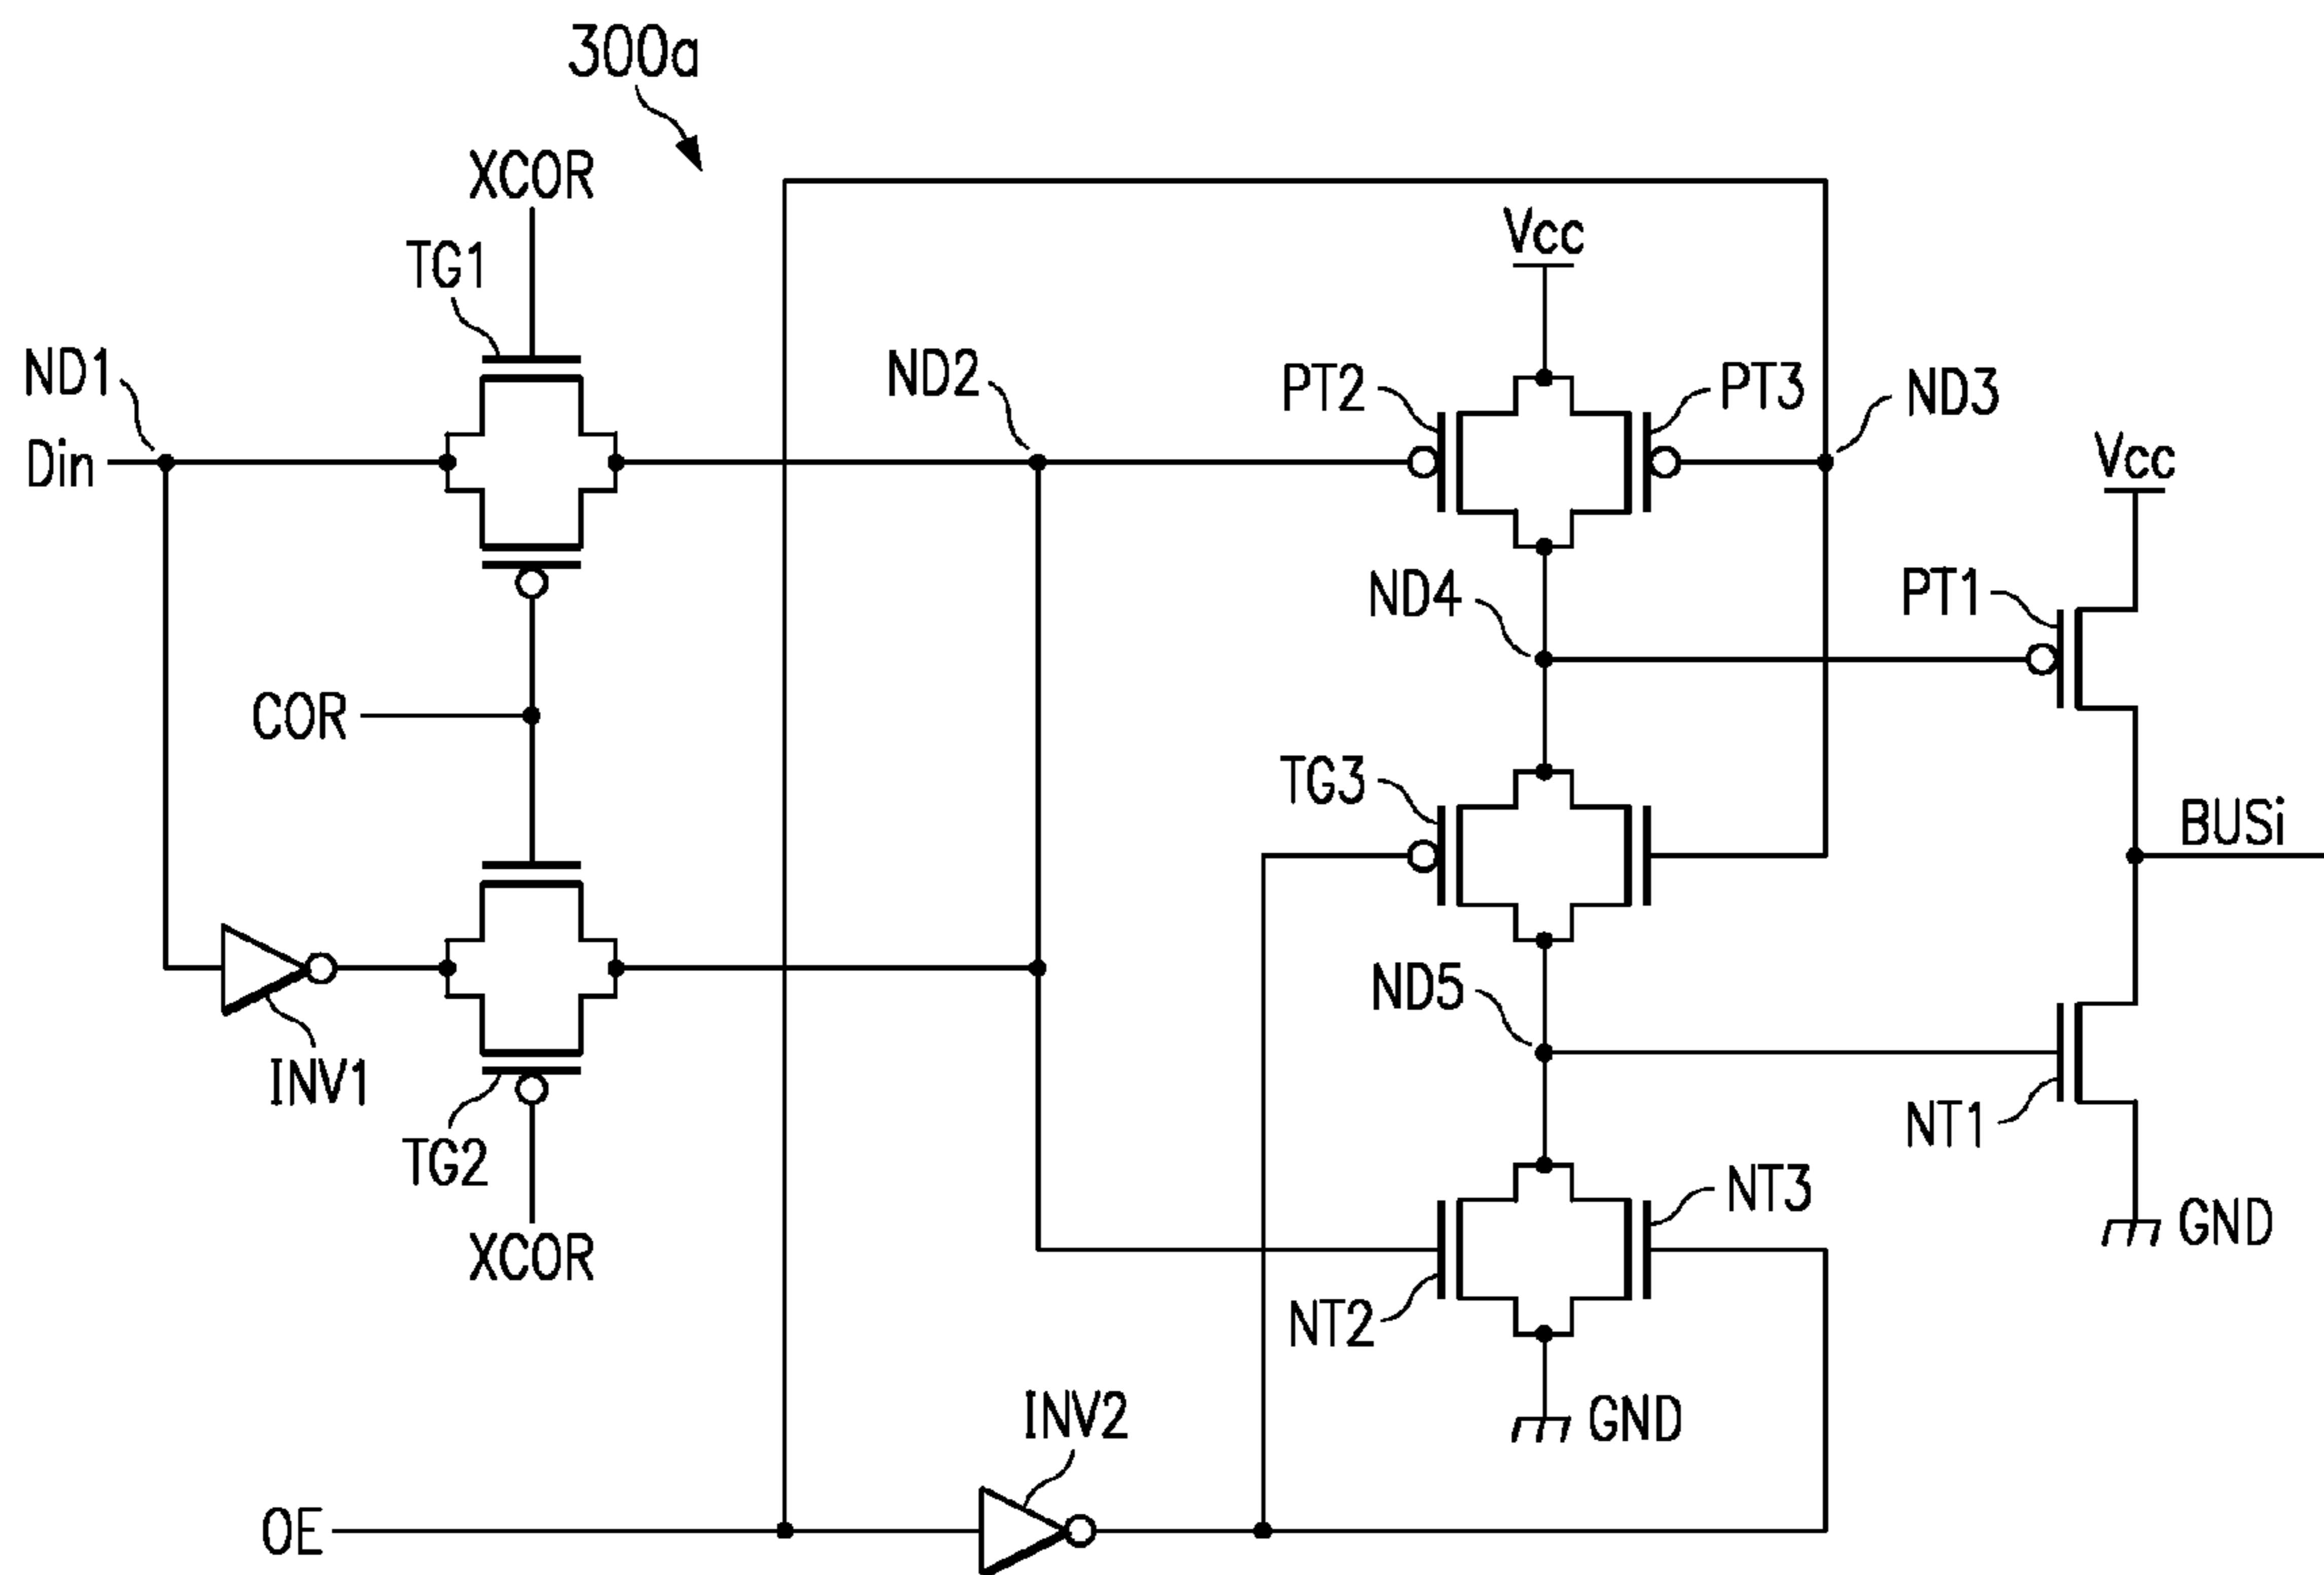 300a
XCOR
TG1
Vcc
ND1
ND2
PT2
PT3
ND3
Din
Vcc
ND4
PT1
COR
TG3
BUSi
ND5
INV1
NT1
TG2
NT3
XCOR
GND
NT2
INV2
GND
OE